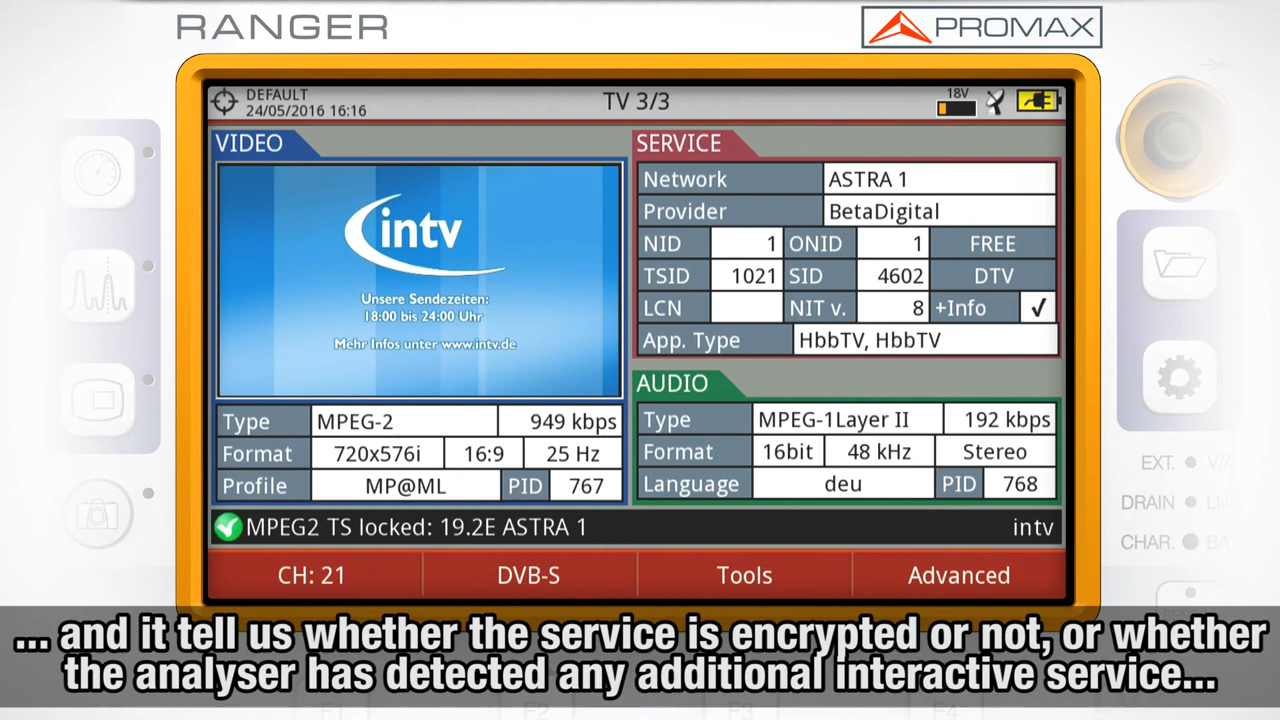 RANGER
PROMAX
DEFAULT
24/05/2016 16:16
TV 3/3
18V
VIDEO
intv
Unsere Sendezeiten:
18:00 bis 24:00 Uhr
Mehr Infos unter www.intv.de
Type MPEG-2 949 kbps
Format 720x576i 16:9 25 Hz
Profile MP@ML PID 767
SERVICE
Network ASTRA 1
Provider BetaDigital
NID 1 ONID 1 FREE
TSID 1021 SID 4602 DTV
LCN NIT v. 8 +Info ✓
App. Type HbbTV, HbbTV
AUDIO
Type MPEG-1Layer II 192 kbps
Format 16bit 48 kHz Stereo
Language deu PID 768
MPEG2 TS locked: 19.2E ASTRA 1 intv
CH: 21 DVB-S Tools Advanced
EXT.
DRAIN
CHAR.
... and it tell us whether the service is encrypted or not, or whether
the analyser has detected any additional interactive service...